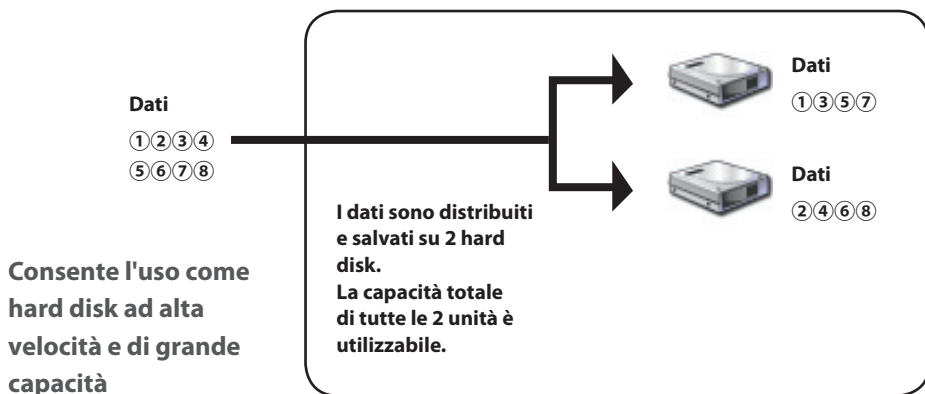 Dati
①②③④
⑤⑥⑦⑧
Dati
①③⑤⑦
Dati
②④⑥⑧
I dati sono distribuiti
e salvati su 2 hard
disk.
La capacità totale
di tutte le 2 unità è
utilizzabile.
Consente l'uso come
hard disk ad alta
velocità e di grande
capacità